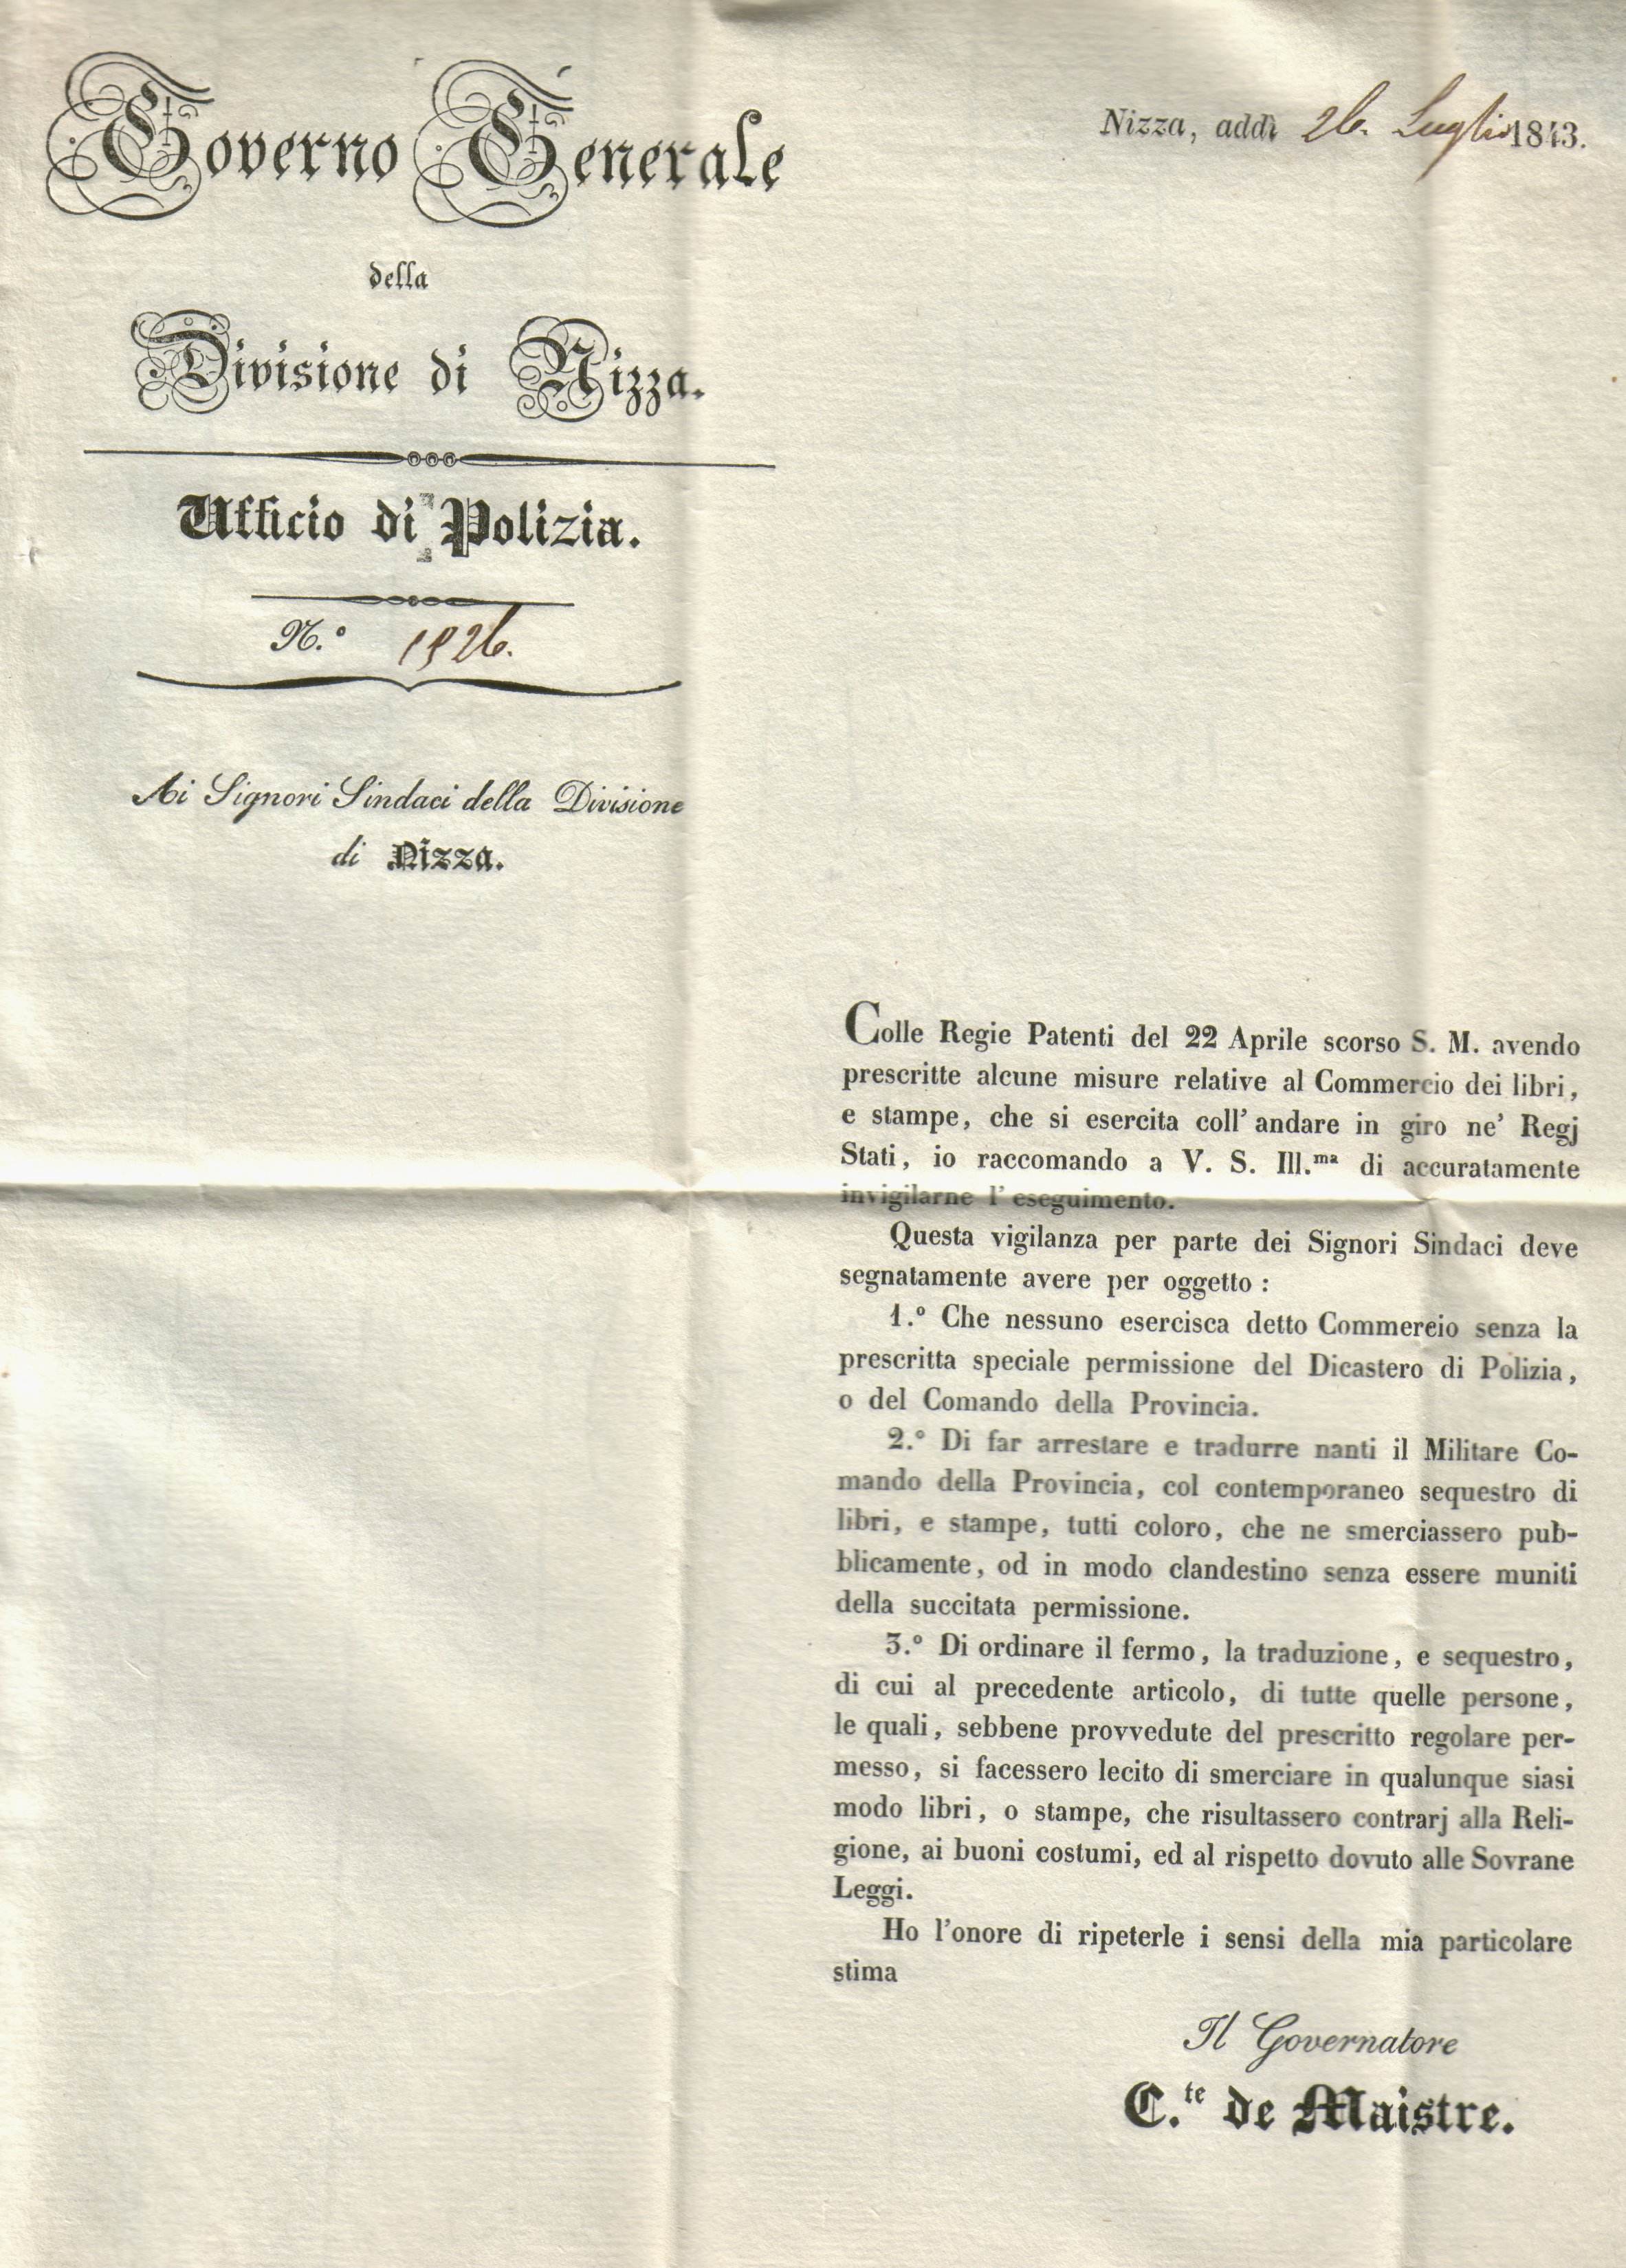 Governo Generale
della
Divisione di Nizza.
Ufficio di Polizia.
N.° 1926.
Ai Signori Sindaci della Divisione
di Nizza.
Nizza, addì 26. Luglio 1843.
Colle Regie Patenti del 22 Aprile scorso S. M. avendo
prescritte alcune misure relative al Commercio dei libri,
e stampe, che si esercita coll' andare in giro ne' Regj
Stati, io raccomando a V. S. Ill.ᵐᵃ di accuratamente
invigilarne l' eseguimento.
Questa vigilanza per parte dei Signori Sindaci deve
segnatamente avere per oggetto :
1.° Che nessuno esercisca detto Commercio senza la
prescritta speciale permissione del Dicastero di Polizia,
o del Comando della Provincia.
2.° Di far arrestare e tradurre nanti il Militare Co-
mando della Provincia, col contemporaneo sequestro di
libri, e stampe, tutti coloro, che ne smerciassero pub-
blicamente, od in modo clandestino senza essere muniti
della succitata permissione.
3.° Di ordinare il fermo, la traduzione, e sequestro,
di cui al precedente articolo, di tutte quelle persone,
le quali, sebbene provvedute del prescritto regolare per-
messo, si facessero lecito di smerciare in qualunque siasi
modo libri, o stampe, che risultassero contrarj alla Reli-
gione, ai buoni costumi, ed al rispetto dovuto alle Sovrane
Leggi.
Ho l'onore di ripeterle i sensi della mia particolare
stima
Il Governatore
C.ᵗᵉ de Maistre.